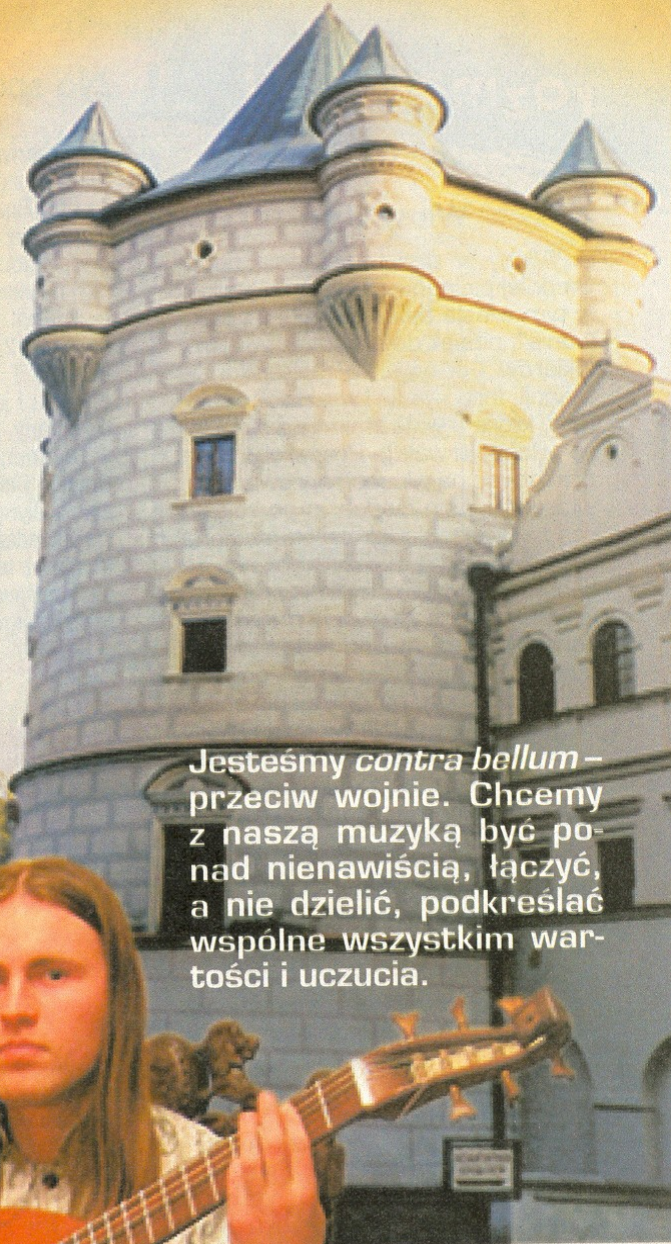 Jesteśmy contra bellum –
przeciw wojnie. Chcemy
z naszą muzyką być po-
nad nienawiścią, łączyć,
a nie dzielić, podkreślać
wspólne wszystkim war-
tości i uczucia.